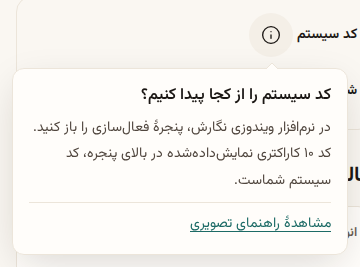 کد سیستم
کد سیستم را از کجا پیدا کنیم؟
در نرم‌افزار ویندوزی نگارش، پنجرهٔ فعال‌سازی را باز کنید.
کد ۱۰ کاراکتری نمایش‌داده‌شده در بالای پنجره، کد
سیستم شماست.
مشاهدهٔ راهنمای تصویری